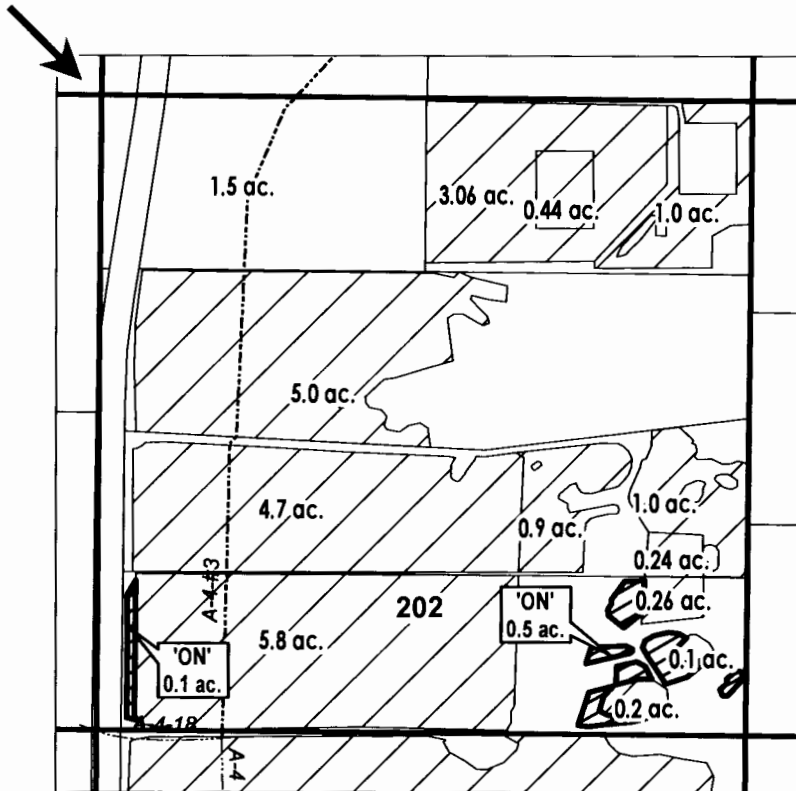 1.5 ac.
3.06 ac.
0.44 ac.
1.0 ac.
5.0 ac.
4.7 ac.
0.9 ac.
1.0 ac.
0.24 ac.
A-4-#3
202
'ON'
0.5 ac.
0.26 ac.
5.8 ac.
'ON'
0.1 ac.
0.1 ac.
0.2 ac.
A-4-18
A-4